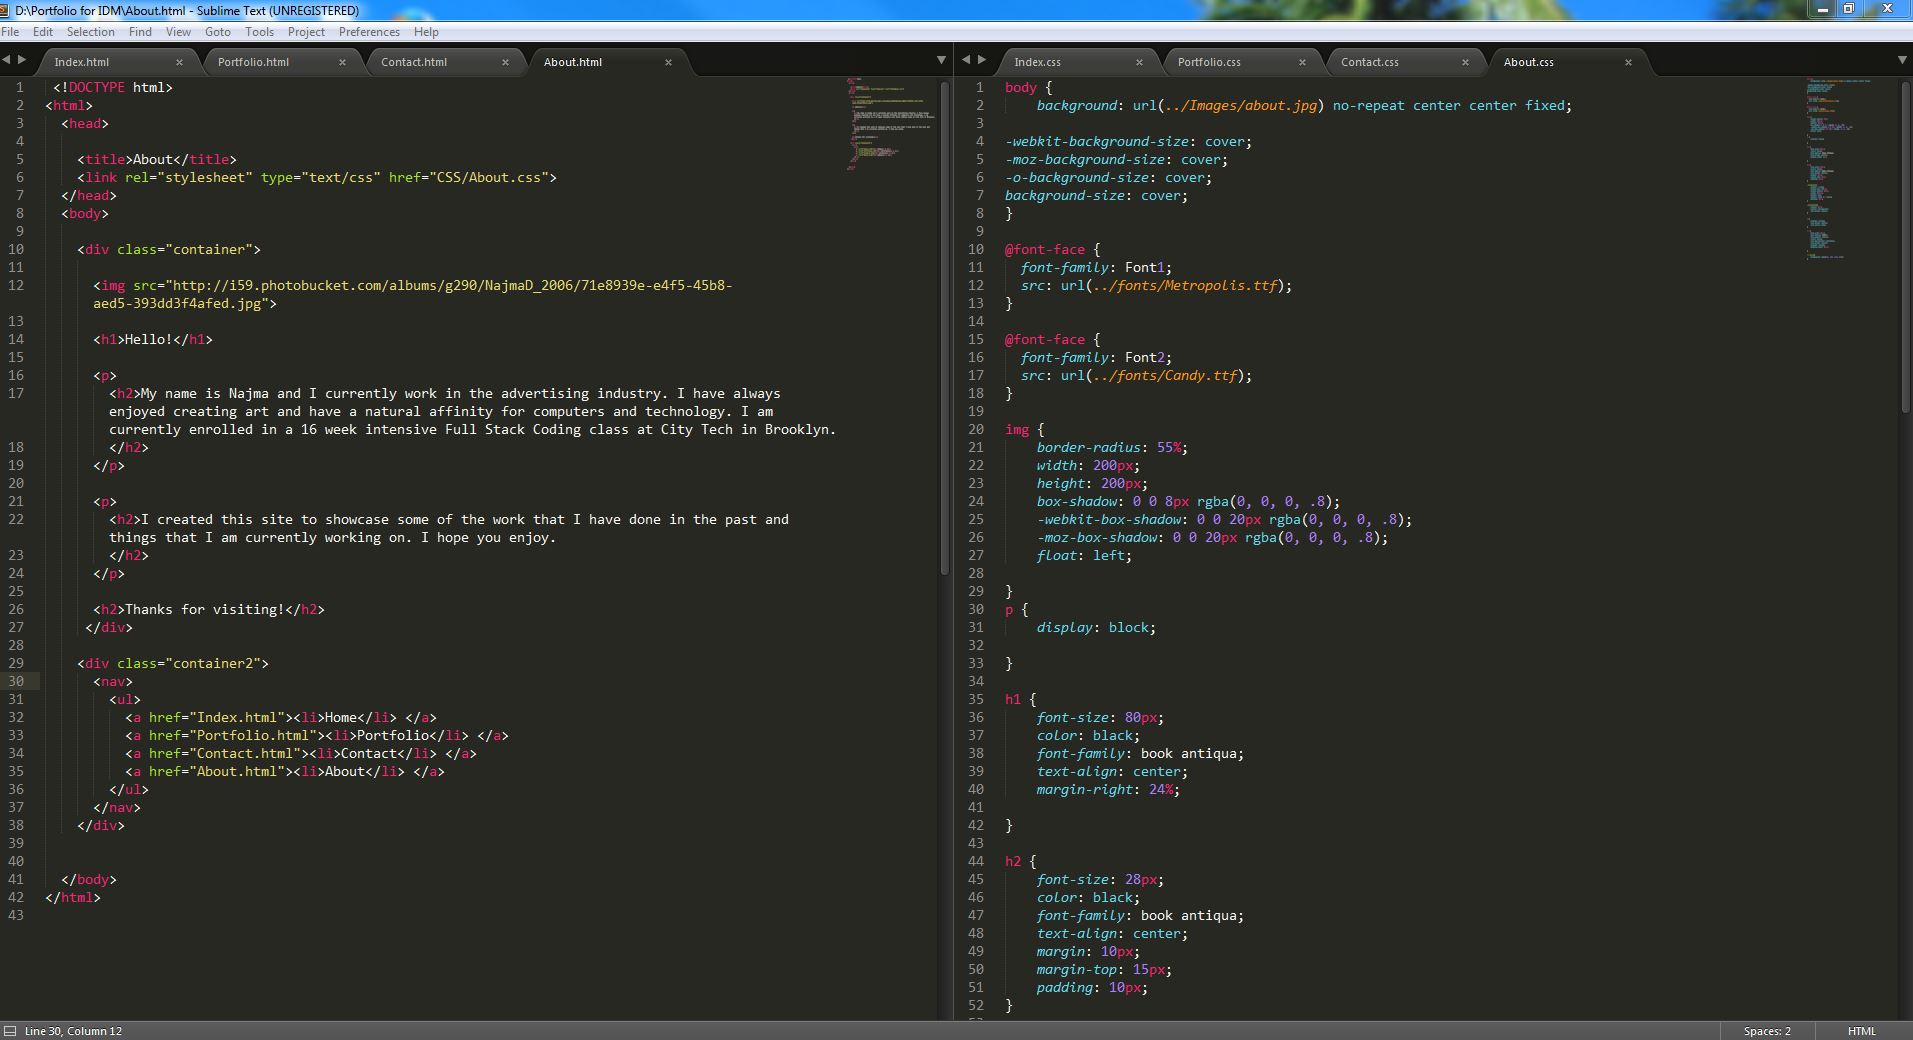 D:\Portfolio for IDM\About.html - Sublime Text (UNREGISTERED)
File Edit Selection Find View Goto Tools Project Preferences Help
Index.html × Portfolio.html × Contact.html × About.html ×
1 <!DOCTYPE html>
2 <html>
3 <head>
4
5 <title>About</title>
6 <link rel="stylesheet" type="text/css" href="CSS/About.css">
7 </head>
8 <body>
9
10 <div class="container">
11
12 <img src="http://i59.photobucket.com/albums/g290/NajmaD_2006/71e8939e-e4f5-45b8-
aed5-393dd3f4afed.jpg">
13
14 <h1>Hello!</h1>
15
16 <p>
17 <h2>My name is Najma and I currently work in the advertising industry. I have always
enjoyed creating art and have a natural affinity for computers and technology. I am
currently enrolled in a 16 week intensive Full Stack Coding class at City Tech in Brooklyn.
18 </h2>
19 </p>
20
21 <p>
22 <h2>I created this site to showcase some of the work that I have done in the past and
things that I am currently working on. I hope you enjoy.
23 </h2>
24 </p>
25
26 <h2>Thanks for visiting!</h2>
27 </div>
28
29 <div class="container2">
30 <nav>
31 <ul>
32 <a href="Index.html"><li>Home</li> </a>
33 <a href="Portfolio.html"><li>Portfolio</li> </a>
34 <a href="Contact.html"><li>Contact</li> </a>
35 <a href="About.html"><li>About</li> </a>
36 </ul>
37 </nav>
38 </div>
39
40
41 </body>
42 </html>
43
Index.css × Portfolio.css × Contact.css × About.css ×
1 body {
2 background: url(../Images/about.jpg) no-repeat center center fixed;
3
4 -webkit-background-size: cover;
5 -moz-background-size: cover;
6 -o-background-size: cover;
7 background-size: cover;
8 }
9
10 @font-face {
11 font-family: Font1;
12 src: url(../fonts/Metropolis.ttf);
13 }
14
15 @font-face {
16 font-family: Font2;
17 src: url(../fonts/Candy.ttf);
18 }
19
20 img {
21 border-radius: 55%;
22 width: 200px;
23 height: 200px;
24 box-shadow: 0 0 8px rgba(0, 0, 0, .8);
25 -webkit-box-shadow: 0 0 20px rgba(0, 0, 0, .8);
26 -moz-box-shadow: 0 0 20px rgba(0, 0, 0, .8);
27 float: left;
28
29 }
30 p {
31 display: block;
32
33 }
34
35 h1 {
36 font-size: 80px;
37 color: black;
38 font-family: book antiqua;
39 text-align: center;
40 margin-right: 24%;
41
42 }
43
44 h2 {
45 font-size: 28px;
46 color: black;
47 font-family: book antiqua;
48 text-align: center;
49 margin: 10px;
50 margin-top: 15px;
51 padding: 10px;
52 }
Line 30, Column 12
Spaces: 2 HTML